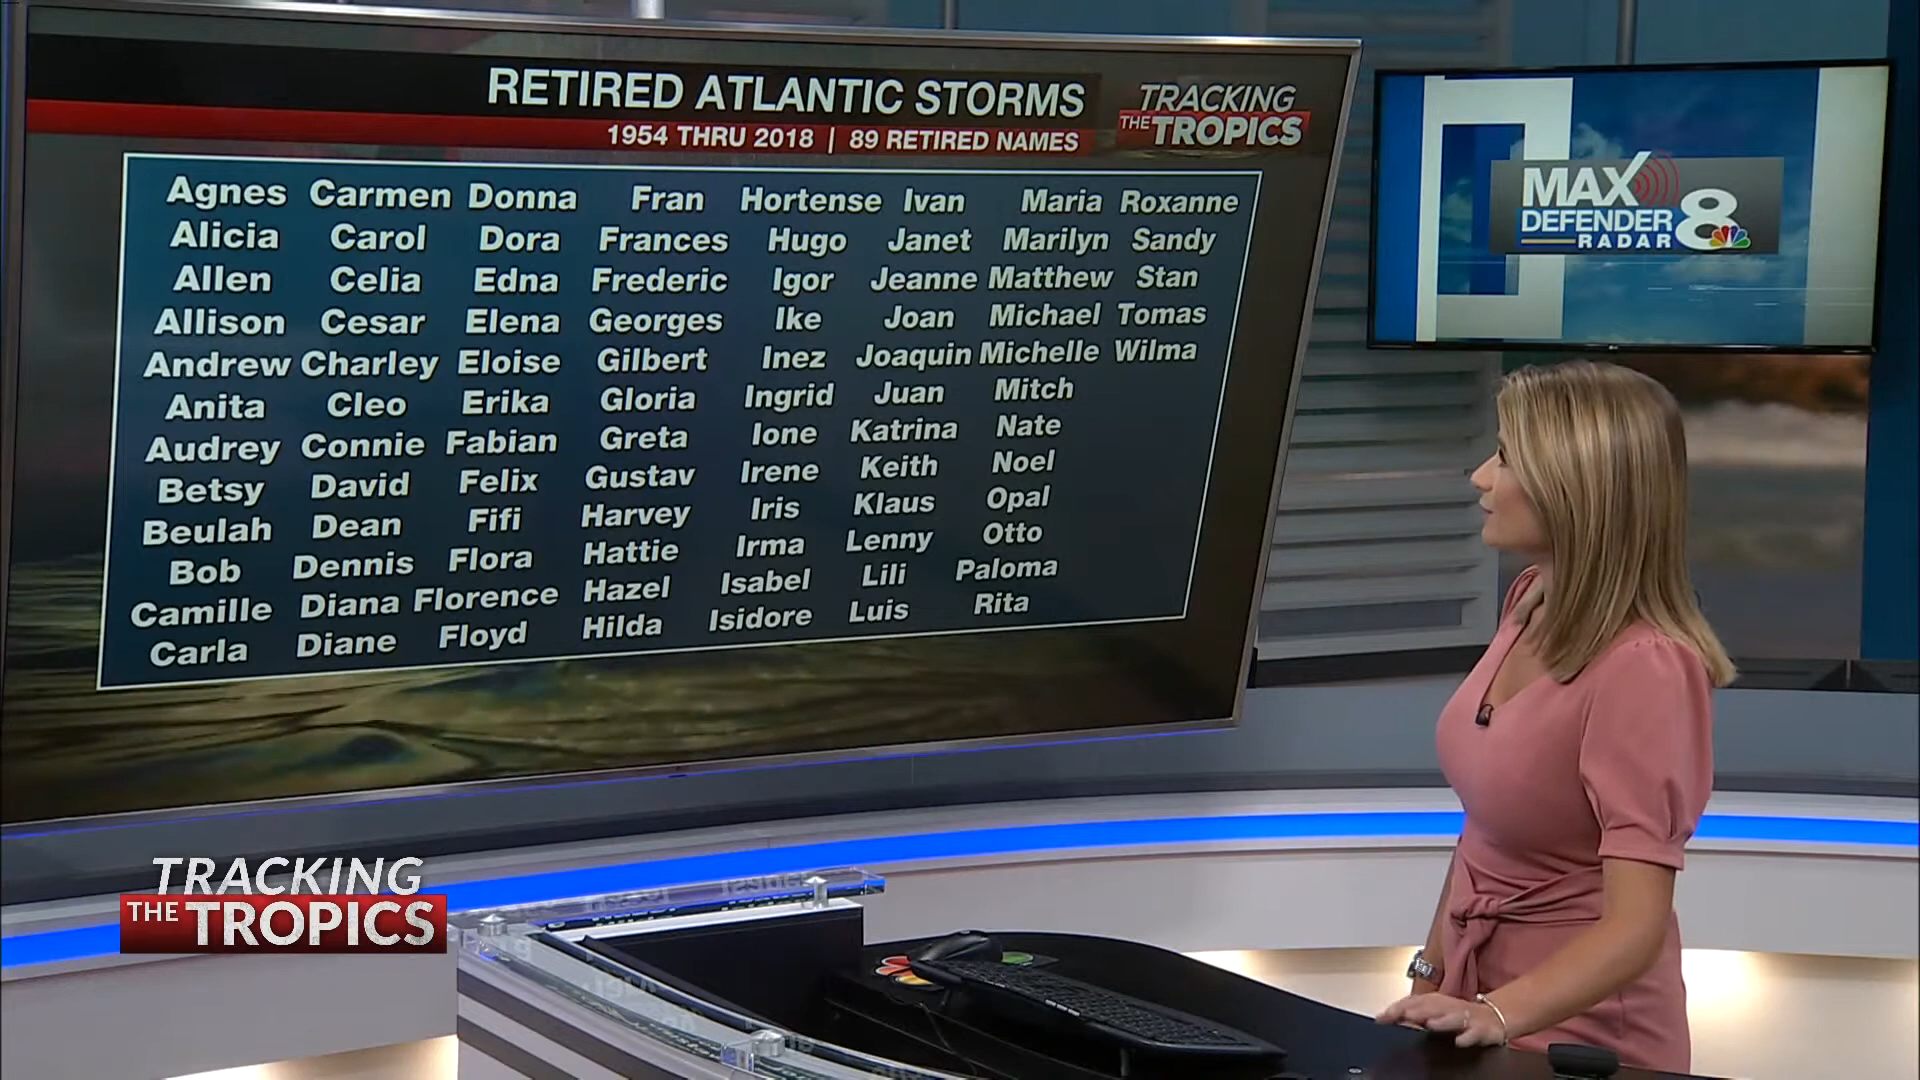 RETIRED ATLANTIC STORMS
1954 THRU 2018 | 89 RETIRED NAMES
TRACKING
THE TROPICS
Agnes Carmen Donna Fran Hortense Ivan Maria Roxanne
Alicia Carol Dora Frances Hugo Janet Marilyn Sandy
Allen Celia Edna Frederic Igor Jeanne Matthew Stan
Allison Cesar Elena Georges Ike Joan Michael Tomas
Andrew Charley Eloise Gilbert Inez Joaquin Michelle Wilma
Anita Cleo Erika Gloria Ingrid Juan Mitch
Audrey Connie Fabian Greta Ione Katrina Nate
Betsy David Felix Gustav Irene Keith Noel
Beulah Dean Fifi Harvey Iris Klaus Opal
Bob Dennis Flora Hattie Irma Lenny Otto
Camille Diana Florence Hazel Isabel Lili Paloma
Carla Diane Floyd Hilda Isidore Luis Rita
MAX
DEFENDER 8
RADAR
TRACKING
THE TROPICS